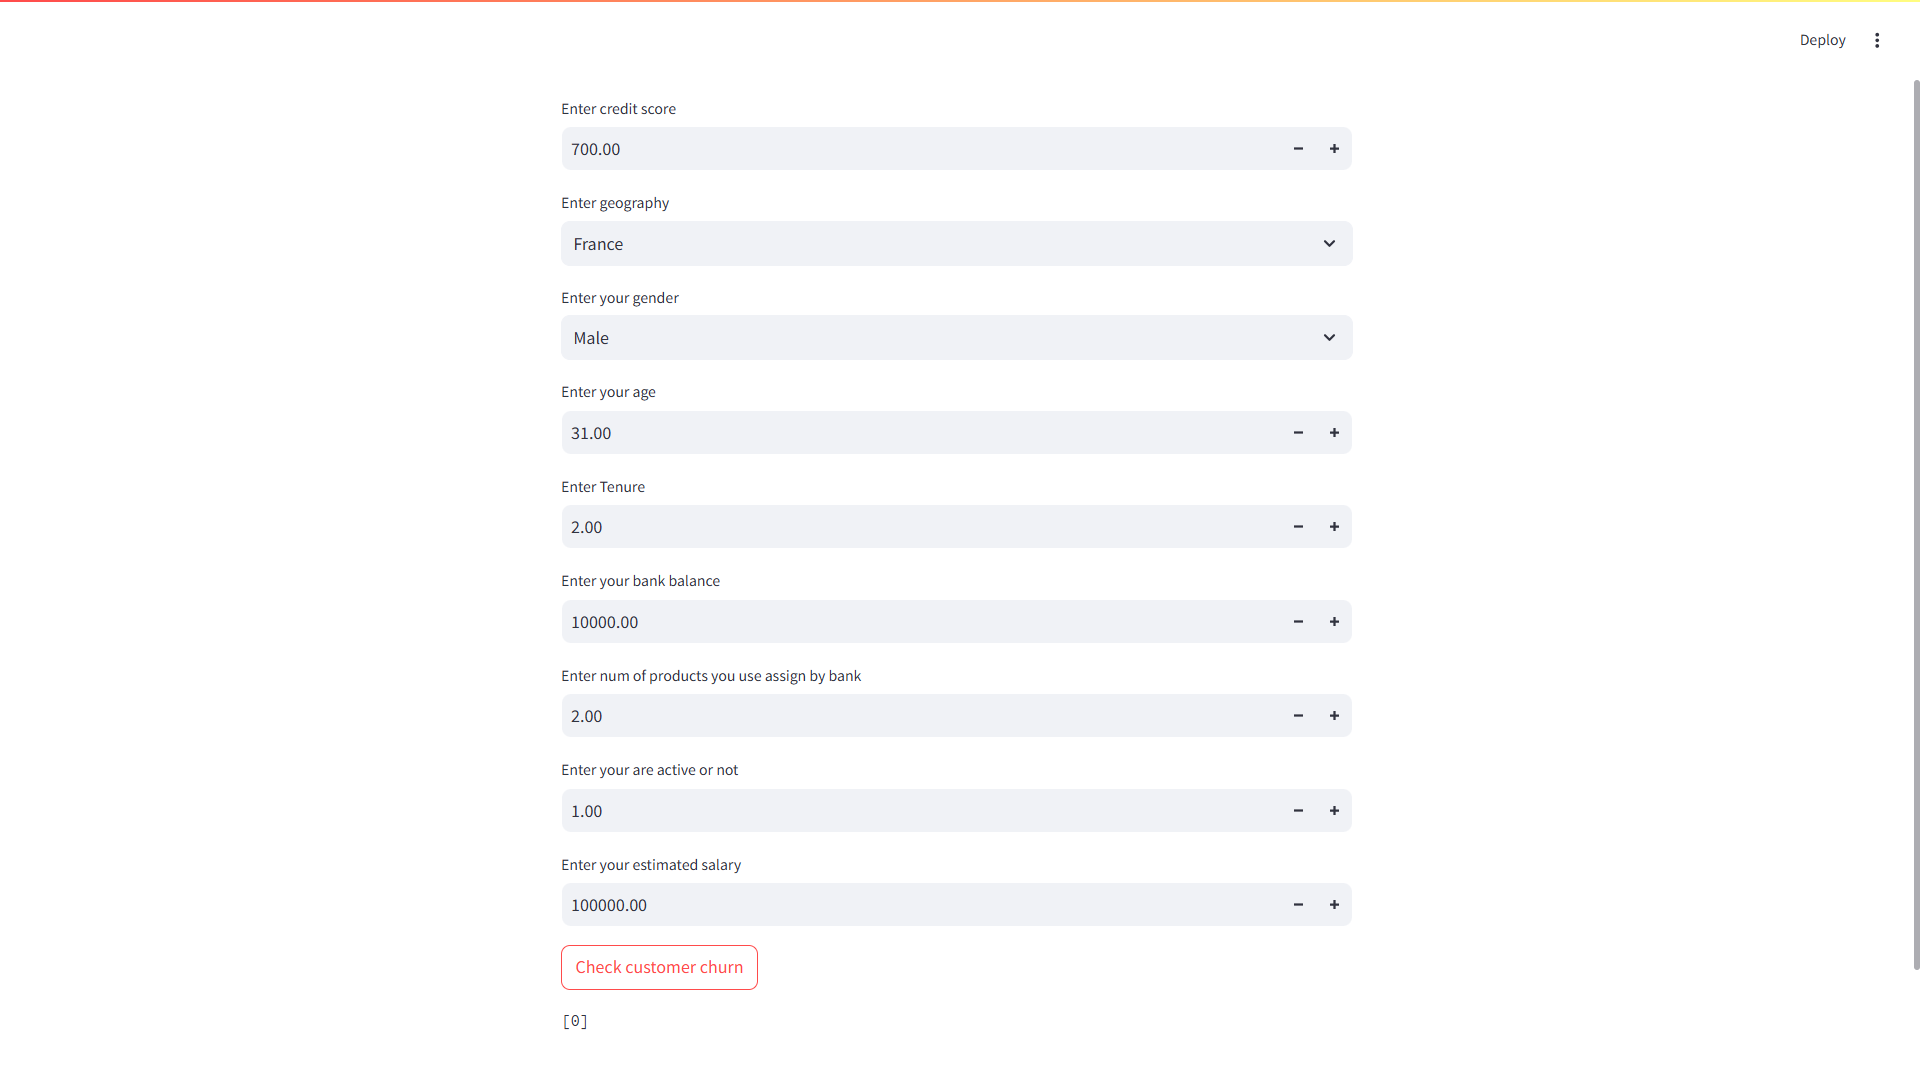 Deploy
Enter credit score
700.00
Enter geography
France
Enter your gender
Male
Enter your age
31.00
Enter Tenure
2.00
Enter your bank balance
10000.00
Enter num of products you use assign by bank
2.00
Enter your are active or not
1.00
Enter your estimated salary
100000.00
Check customer churn
[0]